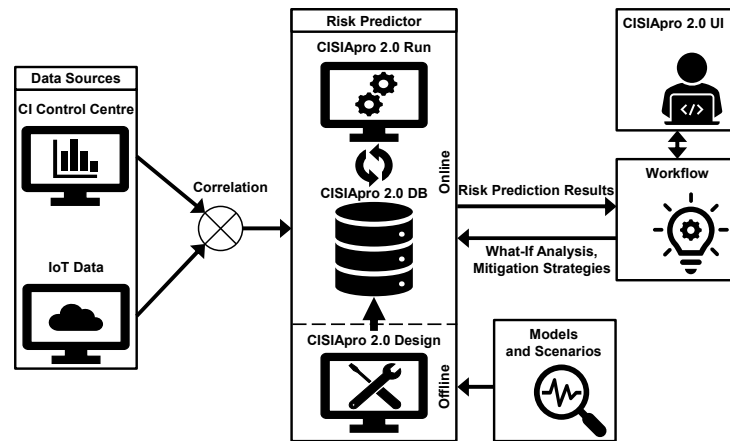 Data Sources
CI Control Centre
IoT Data
Correlation
Risk Predictor
CISIApro 2.0 Run
CISIApro 2.0 DB
Online
CISIApro 2.0 Design
Offline
Risk Prediction Results
What-If Analysis,
Mitigation Strategies
Models
and Scenarios
CISIApro 2.0 UI
</>
Workflow